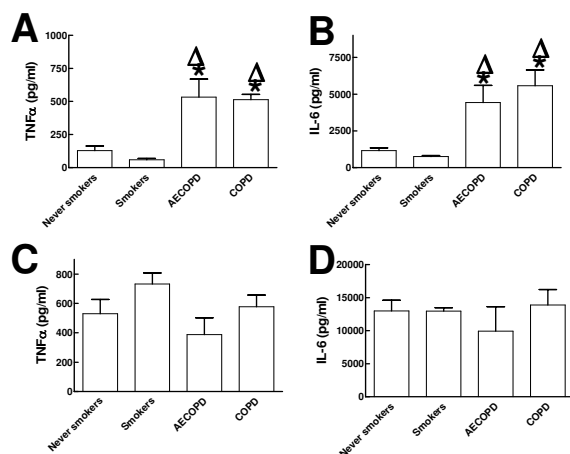 A
TNFα (pg/ml)
1000
750
500
250
0
Δ
*
Δ
*
Never smokers
Smokers
AECOPD
COPD
B
IL-6 (pg/ml)
7500
5000
2500
0
Δ
*
Δ
*
Never smokers
Smokers
AECOPD
COPD
C
TNFα (pg/ml)
800
600
400
200
0
Never smokers
Smokers
AECOPD
COPD
D
IL-6 (pg/ml)
20000
15000
10000
5000
0
Never smokers
Smokers
AECOPD
COPD